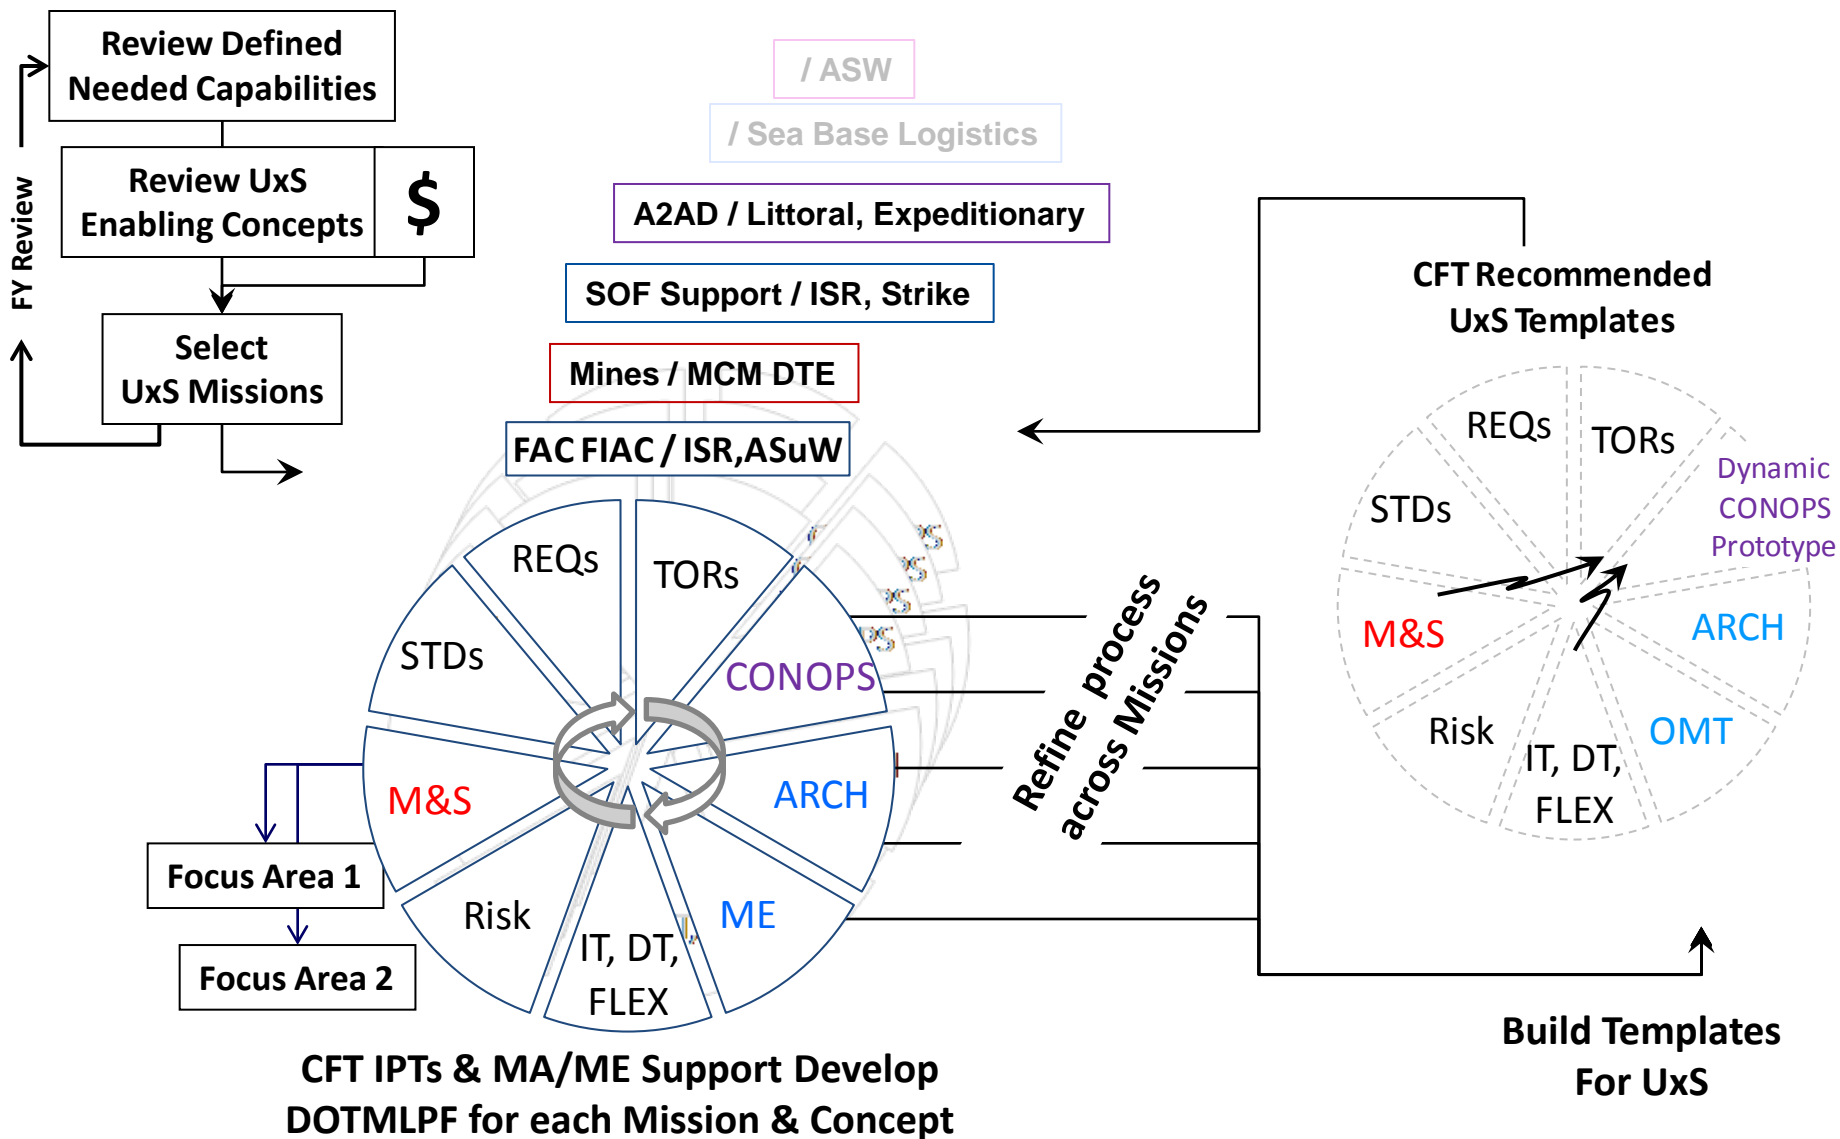 Review Defined
Needed Capabilities
Review UxS
Enabling Concepts
$
FY Review
Select
UxS Missions
/ ASW
/ Sea Base Logistics
A2AD / Littoral, Expeditionary
SOF Support / ISR, Strike
Mines / MCM DTE
FAC FIAC / ISR,ASuW
REQs
TORs
STDs
CONOPS
M&S
ARCH
Risk
ME
IT, DT,
FLEX
Focus Area 1
Focus Area 2
CFT IPTs & MA/ME Support Develop
DOTMLPF for each Mission & Concept
Refine process
across Missions
CFT Recommended
UxS Templates
REQs
TORs
STDs
Dynamic
CONOPS
Prototype
M&S
ARCH
Risk
OMT
IT, DT,
FLEX
Build Templates
For UxS